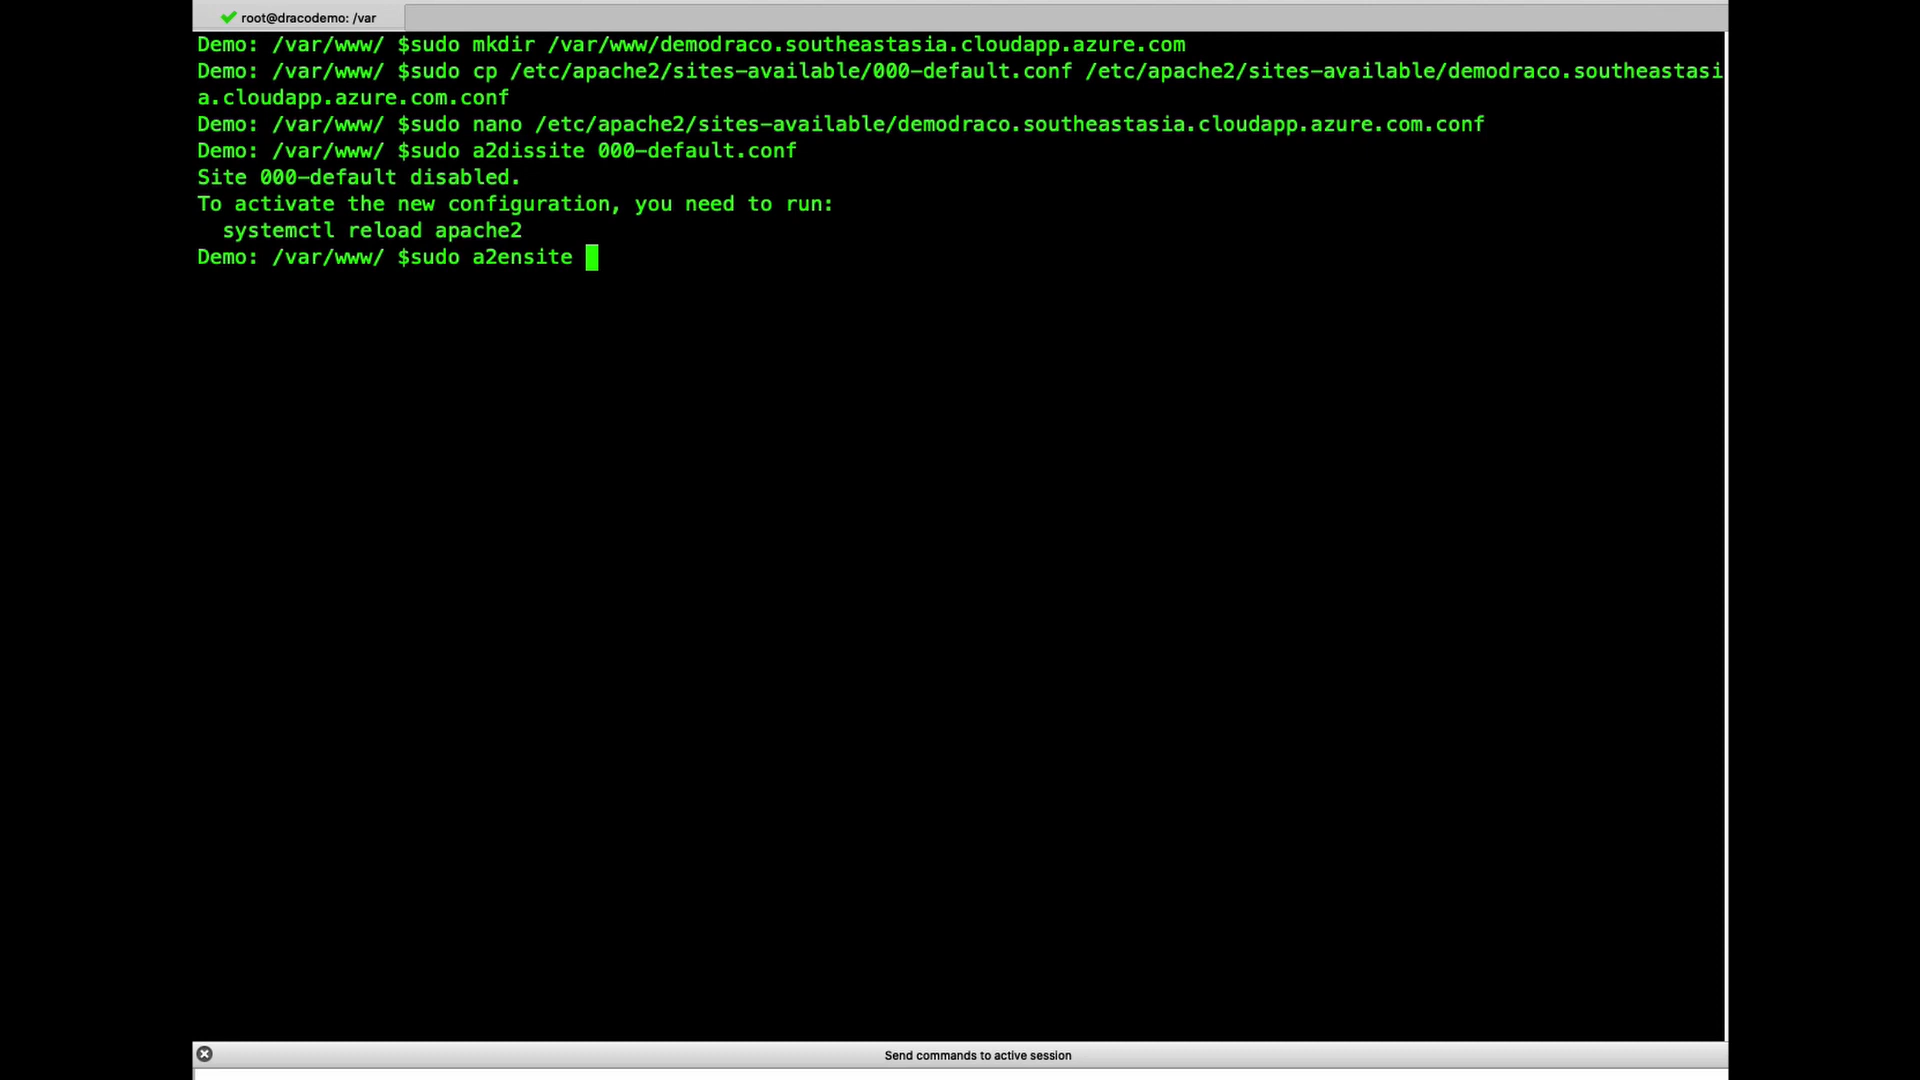 root@dracodemo: /var
Demo: /var/www/ $sudo mkdir /var/www/demodraco.southeastasia.cloudapp.azure.com
Demo: /var/www/ $sudo cp /etc/apache2/sites-available/000-default.conf /etc/apache2/sites-available/demodraco.southeastasi
a.cloudapp.azure.com.conf
Demo: /var/www/ $sudo nano /etc/apache2/sites-available/demodraco.southeastasia.cloudapp.azure.com.conf
Demo: /var/www/ $sudo a2dissite 000-default.conf
Site 000-default disabled.
To activate the new configuration, you need to run:
  systemctl reload apache2
Demo: /var/www/ $sudo a2ensite
Send commands to active session